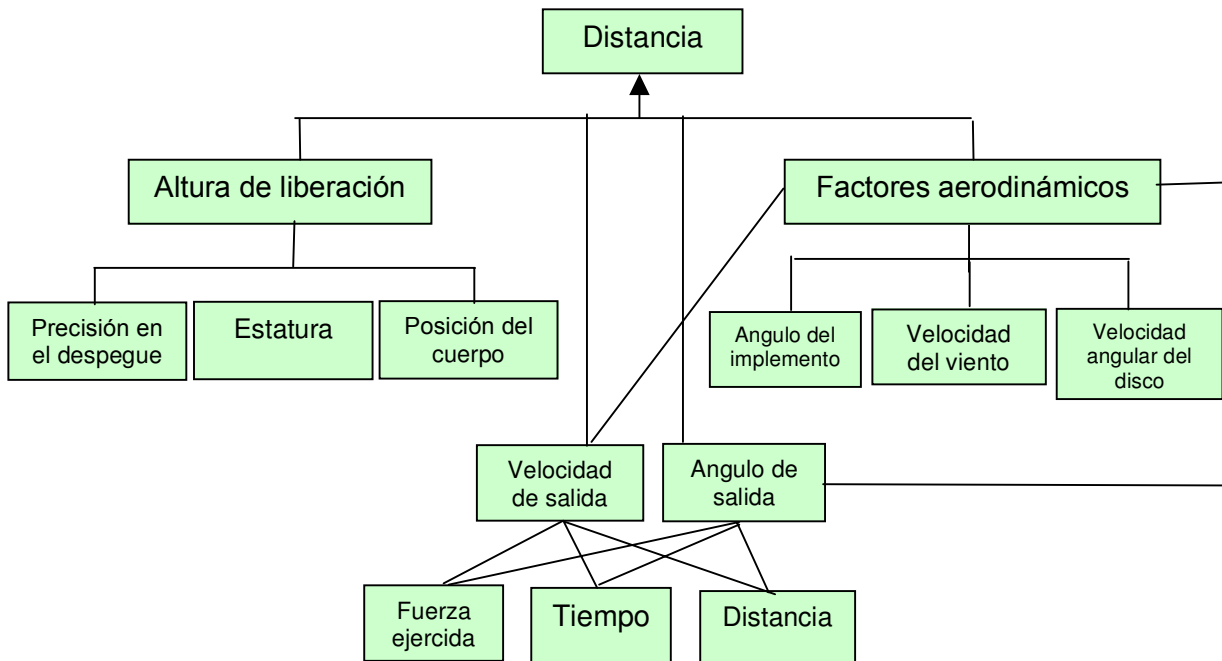 Distancia
Altura de liberación
Factores aerodinámicos
Precisión en
el despegue
Estatura
Posición del
cuerpo
Angulo del
implemento
Velocidad
del viento
Velocidad
angular del
disco
Velocidad
de salida
Angulo de
salida
Fuerza
ejercida
Tiempo
Distancia